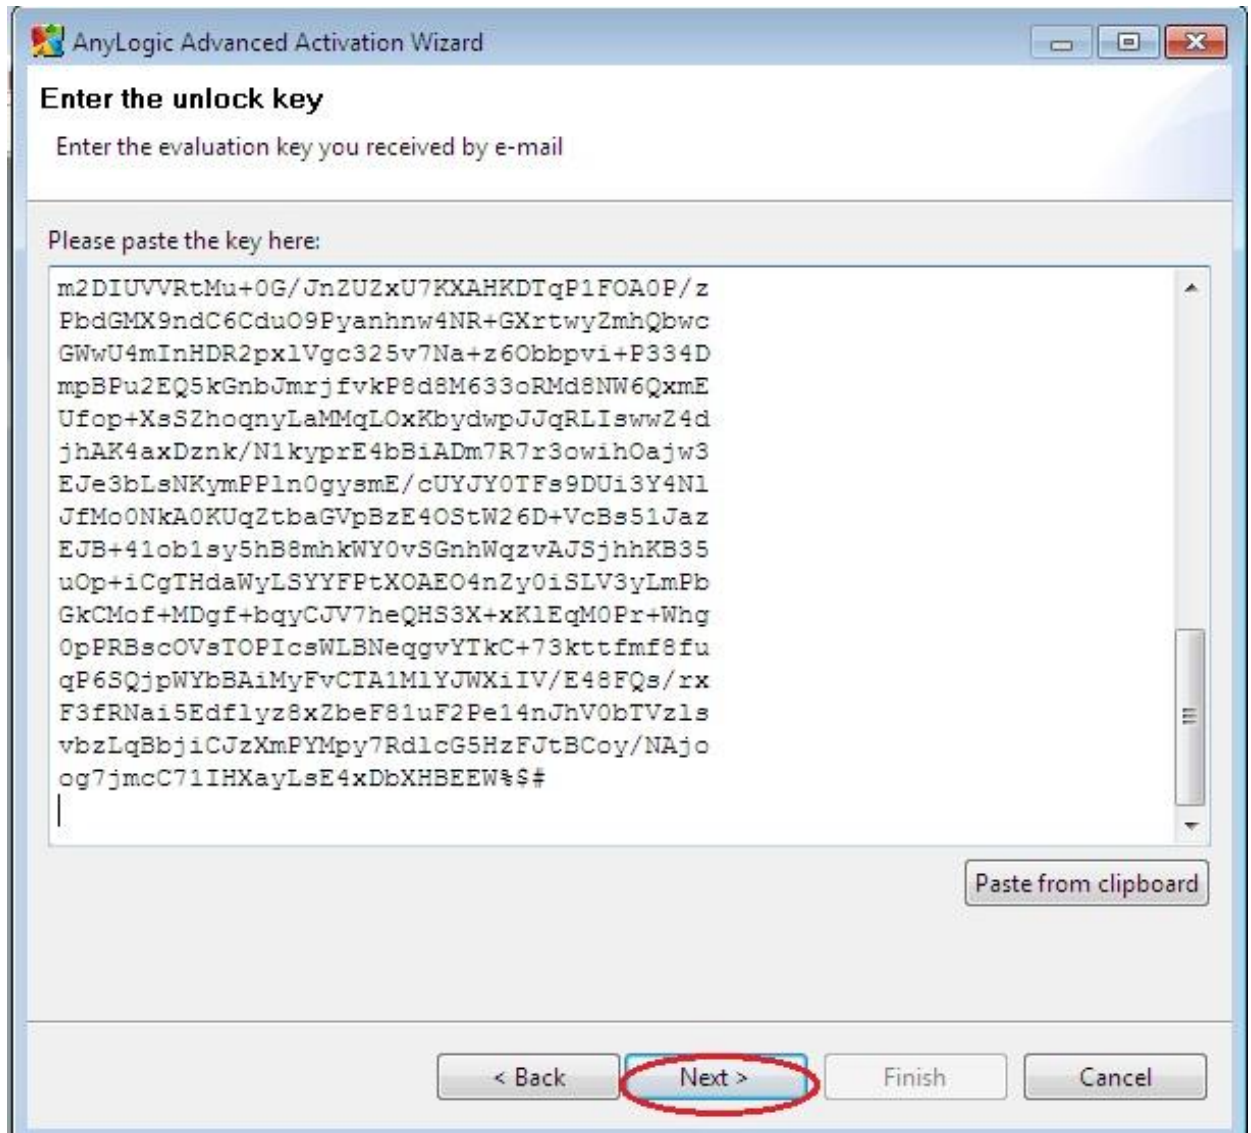 AnyLogic Advanced Activation Wizard
Enter the unlock key
Enter the evaluation key you received by e-mail
Please paste the key here:
m2DIUVVRtMu+0G/JnZUZxU7KXAHKDTqP1FOA0P/z
PbdGMX9ndC6CduO9Pyanhnw4NR+GXrtwyZmhQbwc
GWwU4mInHDR2pxlVgc325v7Na+z6Obbpvi+P334D
mpBPu2EQ5kGnbJmrjfvkP8d8M633oRMd8NW6QxmE
Ufop+XsSZhoqnyLaMMqLOxKbydwpJJqRLIswwZ4d
jhAK4axDznk/N1kyprE4bBiADm7R7r3owihOajw3
EJe3bLsNKymPPln0gysmE/cUYJY0TFs9DUi3Y4Nl
JfMo0NkA0KUqZtbaGVpBzE4OStW26D+VcBs51Jaz
EJB+41ob1sy5hB8mhkWY0vSGnhWqzvAJSjhhKB35
uOp+iCgTHdaWyLSYYFPtXOAEO4nZy0iSLV3yLmPb
GkCMof+MDgf+bqyCJV7heQHS3X+xKlEqM0Pr+Whg
0pPRBscOVsTOPIcsWLBNeqgvYTkC+73kttfmf8fu
qP6SQjpWYbBAiMyFvCTA1MlYJWXiIV/E48FQs/rx
F3fRNai5Edflyz8xZbeF81uF2Pe14nJhV0bTVzls
vbzLqBbjiCJzXmPYMpy7RdlcG5HzFJtBCoy/NAjo
og7jmcC71IHXayLsE4xDbXHBEEW%$#
Paste from clipboard
< Back
Next >
Finish
Cancel